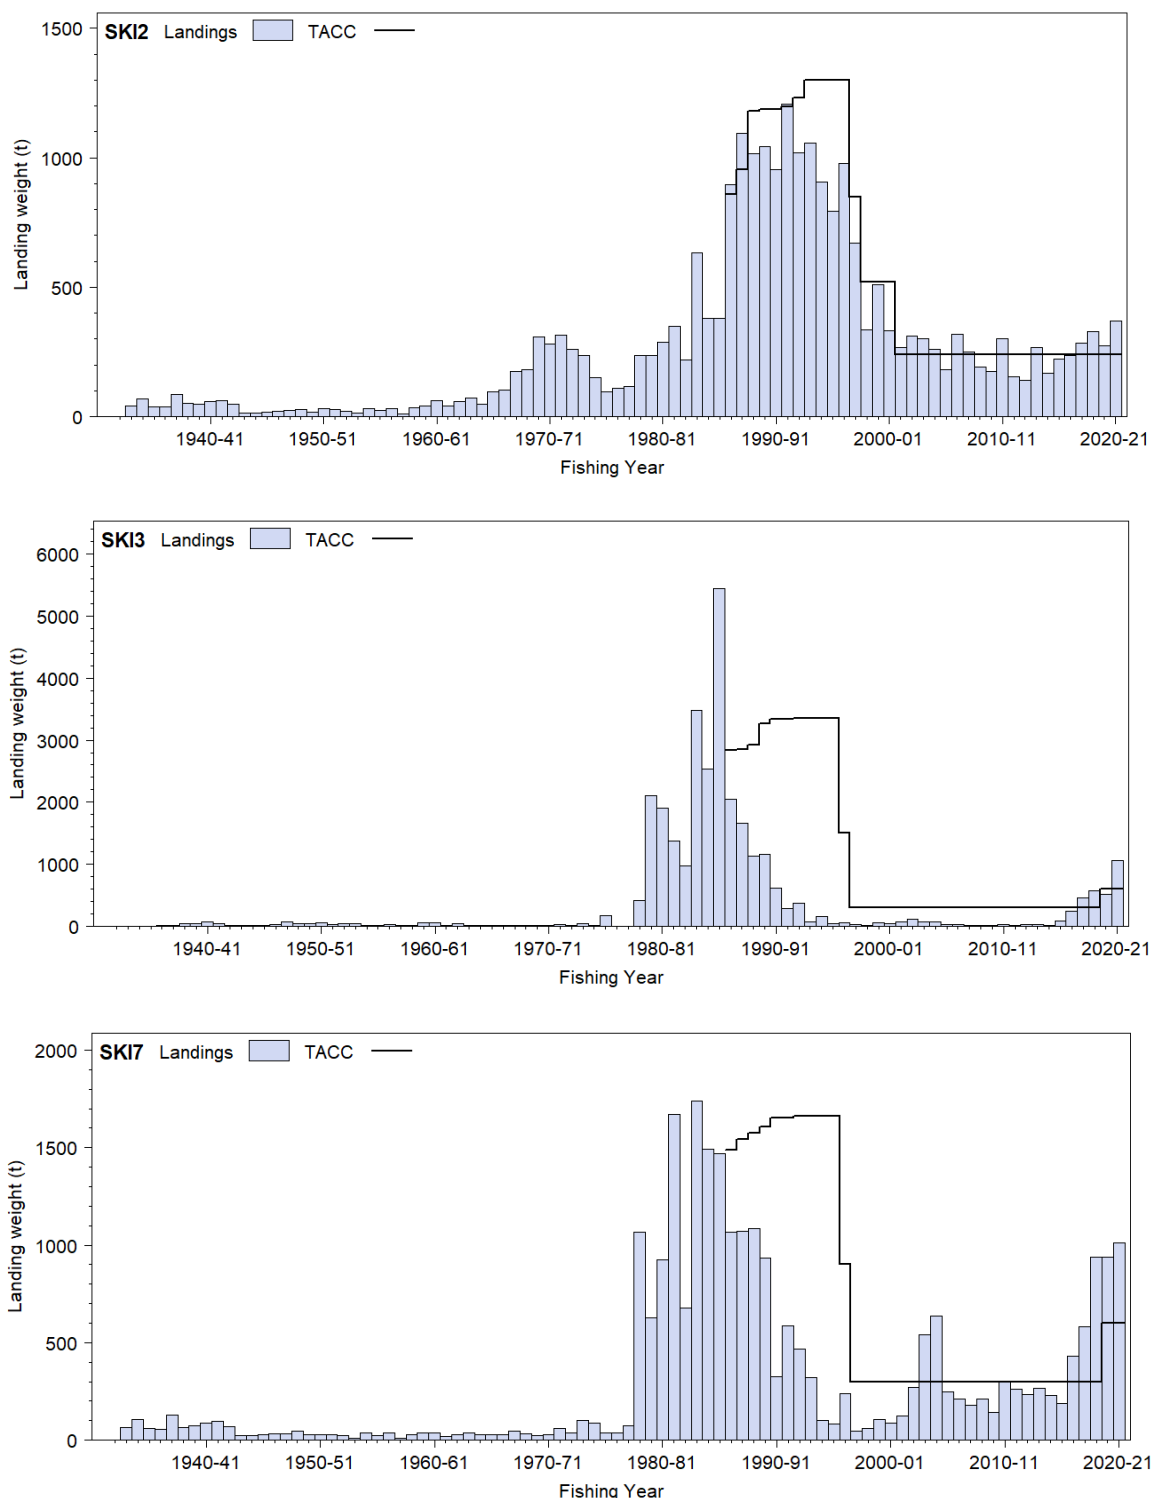 SKI2 Landings TACC
1500
1000
500
0
Landing weight (t)
1940-41 1950-51 1960-61 1970-71 1980-81 1990-91 2000-01 2010-11 2020-21
Fishing Year
SKI3 Landings TACC
6000
5000
4000
3000
2000
1000
0
Landing weight (t)
1940-41 1950-51 1960-61 1970-71 1980-81 1990-91 2000-01 2010-11 2020-21
Fishing Year
SKI7 Landings TACC
2000
1500
1000
500
0
Landing weight (t)
1940-41 1950-51 1960-61 1970-71 1980-81 1990-91 2000-01 2010-11 2020-21
Fishing Year